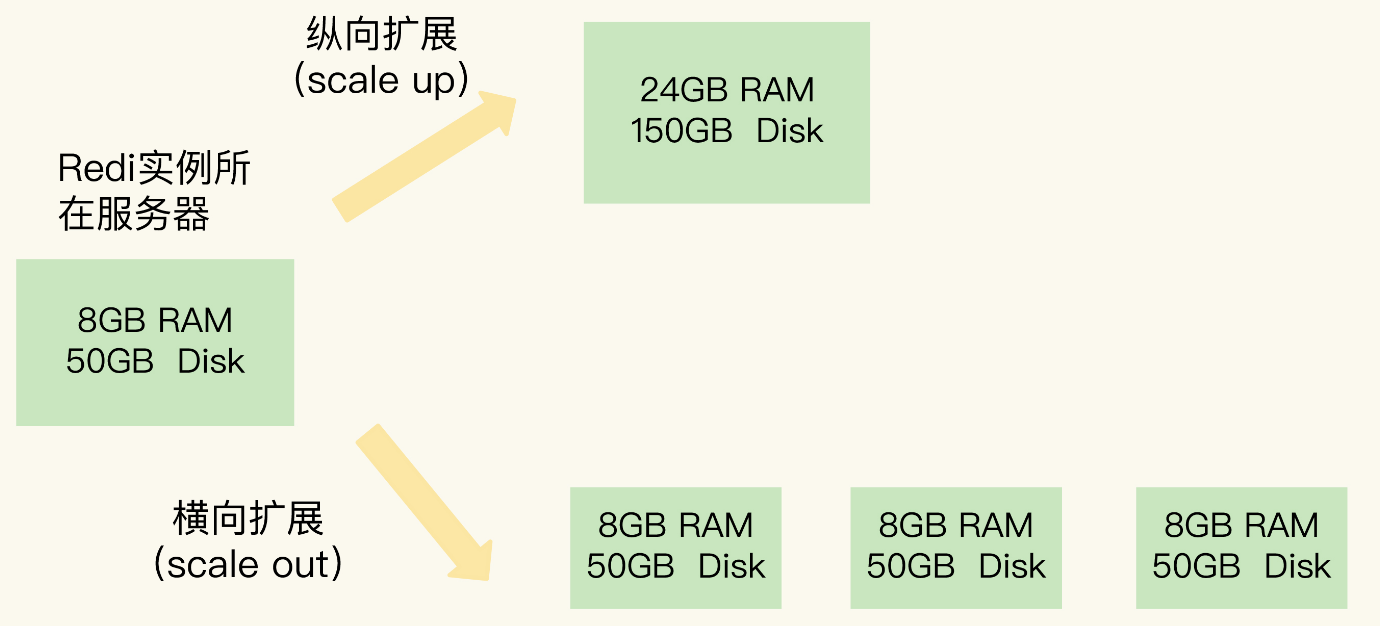 纵向扩展
(scale up)
24GB RAM
150GB Disk
Redi实例所
在服务器
8GB RAM
50GB Disk
横向扩展
(scale out)
8GB RAM
50GB Disk
8GB RAM
50GB Disk
8GB RAM
50GB Disk